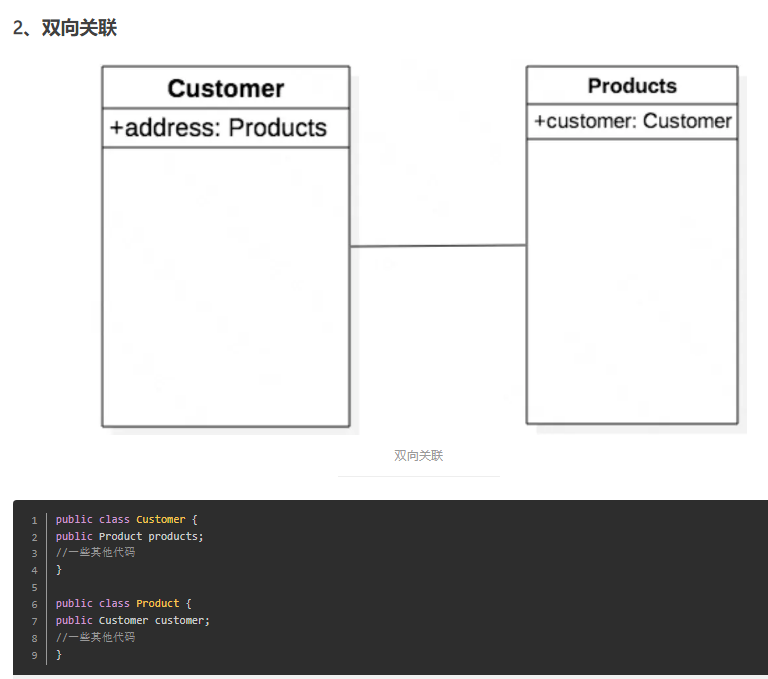 2、双向关联
Customer
+address: Products
Products
+customer: Customer
双向关联
1 public class Customer {
2 public Product products;
3 //一些其他代码
4 }
5
6 public class Product {
7 public Customer customer;
8 //一些其他代码
9 }